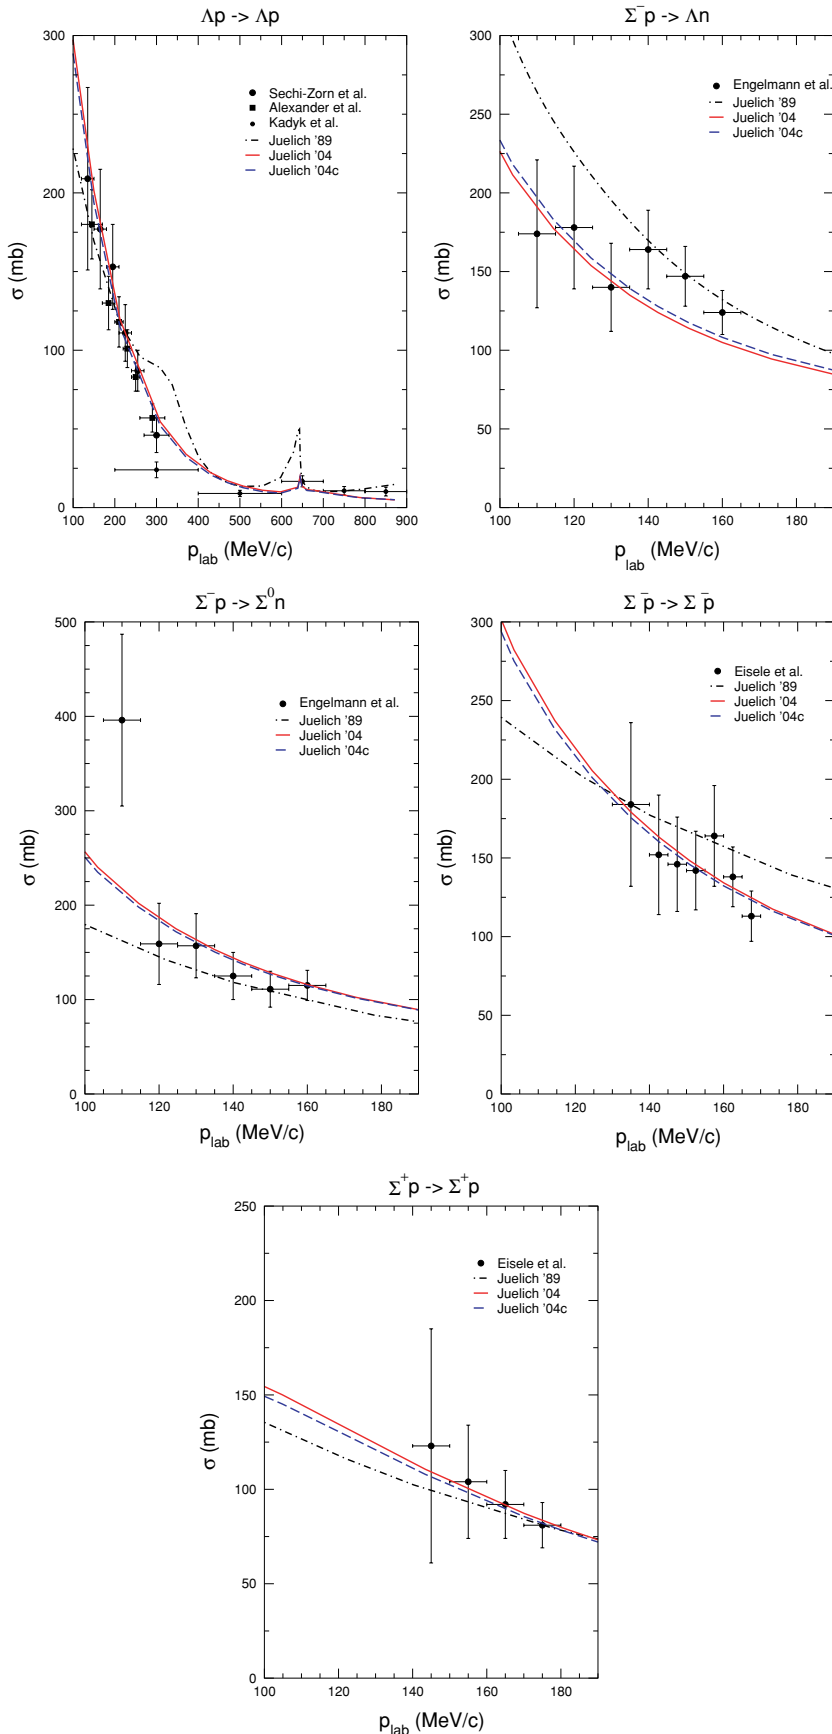 Λp -> Λp
300
200
100
0
σ (mb)
Sechi-Zorn et al.
Alexander et al.
Kadyk et al.
Juelich '89
Juelich '04
Juelich '04c
100 200 300 400 500 600 700 800 900
p_lab (MeV/c)
Σ⁻p -> Λn
300
250
200
150
100
50
0
σ (mb)
Engelmann et al.
Juelich '89
Juelich '04
Juelich '04c
100 120 140 160 180
p_lab (MeV/c)
Σ⁻p -> Σ⁰n
500
400
300
200
100
0
σ (mb)
Engelmann et al.
Juelich '89
Juelich '04
Juelich '04c
100 120 140 160 180
p_lab (MeV/c)
Σ⁻p -> Σ⁻p
300
250
200
150
100
50
0
σ (mb)
Eisele et al.
Juelich '89
Juelich '04
Juelich '04c
100 120 140 160 180
p_lab (MeV/c)
Σ⁺p -> Σ⁺p
250
200
150
100
50
0
σ (mb)
Eisele et al.
Juelich '89
Juelich '04
Juelich '04c
100 120 140 160 180
p_lab (MeV/c)